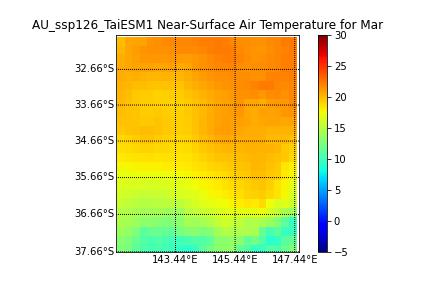 AU_ssp126_TaiESM1 Near-Surface Air Temperature for Mar
32.66°S
33.66°S
34.66°S
35.66°S
36.66°S
37.66°S
143.44°E 145.44°E 147.44°E
30
25
20
15
10
5
0
−5